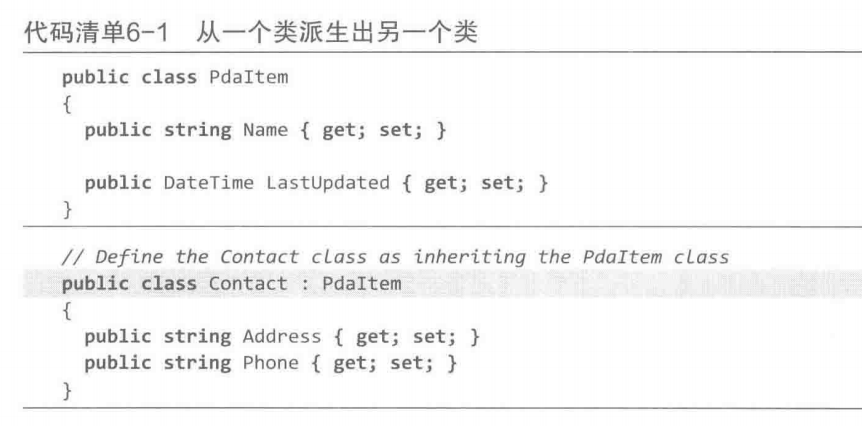 代码清单6-1 从一个类派生出另一个类
public class PdaItem
{
public string Name { get; set; }
public DateTime LastUpdated { get; set; }
}
// Define the Contact class as inheriting the PdaItem class
public class Contact : PdaItem
{
public string Address { get; set; }
public string Phone { get; set; }
}